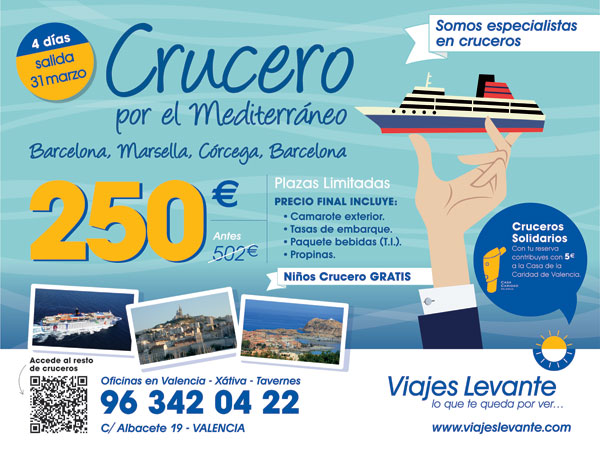 4 días
salida
31 marzo
Crucero
por el Mediterráneo
Barcelona, Marsella, Córcega, Barcelona
Somos especialistas
en cruceros
250€
Antes
502€
Plazas Limitadas
PRECIO FINAL INCLUYE:
• Camarote exterior.
• Tasas de embarque.
• Paquete bebidas (T.I.).
• Propinas.
Niños Crucero GRATIS
Cruceros
Solidarios
Con tu reserva
contribuyes con 5€
a la Casa de la
Caridad de Valencia.
CASA
CARIDAD
VALENCIA
Accede al resto
de cruceros
Oficinas en Valencia - Xátiva - Tavernes
96 342 04 22
C/ Albacete 19 - VALENCIA
Viajes Levante
lo que te queda por ver...
www.viajeslevante.com